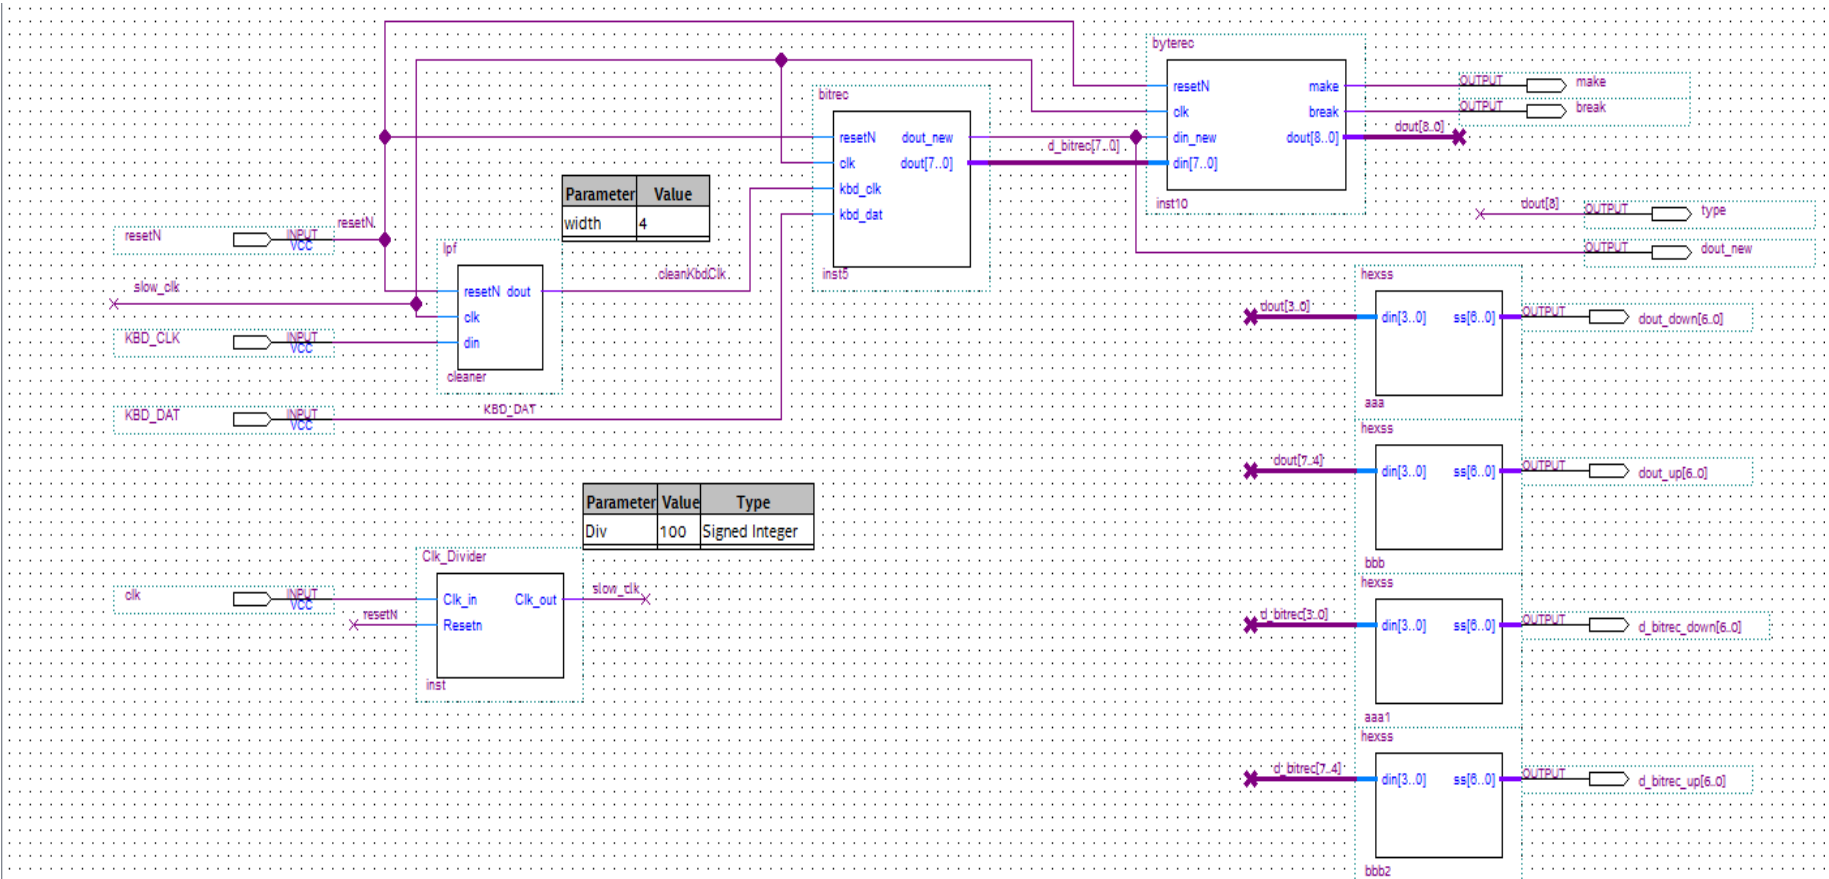 byterec
resetN make OUTPUT make
clk break OUTPUT break
din_new dout[8..0] dout[8..0]
din[7..0]
inst10
bitrec
resetN dout_new
clk dout[7..0] d_bitrec[7..0]
kbd_clk
kbd_dat
inst5
Parameter Value
width 4
resetN INPUT VCC resetN
lpf
resetN dout cleanKbdClk
clk
din
cleaner
slow_clk
KBD_CLK INPUT VCC
KBD_DAT INPUT VCC KBD_DAT
dout[8] OUTPUT type
OUTPUT dout_new
hexss
dout[3..0] din[3..0] ss[6..0] OUTPUT dout_down[6..0]
aaa
hexss
dout[7..4] din[3..0] ss[6..0] OUTPUT dout_up[6..0]
bbb
Parameter Value Type
Div 100 Signed Integer
Clk_Divider
clk INPUT VCC Clk_in Clk_out slow_clk
resetN Resetn
inst
hexss
d_bitrec[3..0] din[3..0] ss[6..0] OUTPUT d_bitrec_down[6..0]
aaa1
hexss
d_bitrec[7..4] din[3..0] ss[6..0] OUTPUT d_bitrec_up[6..0]
bbb2